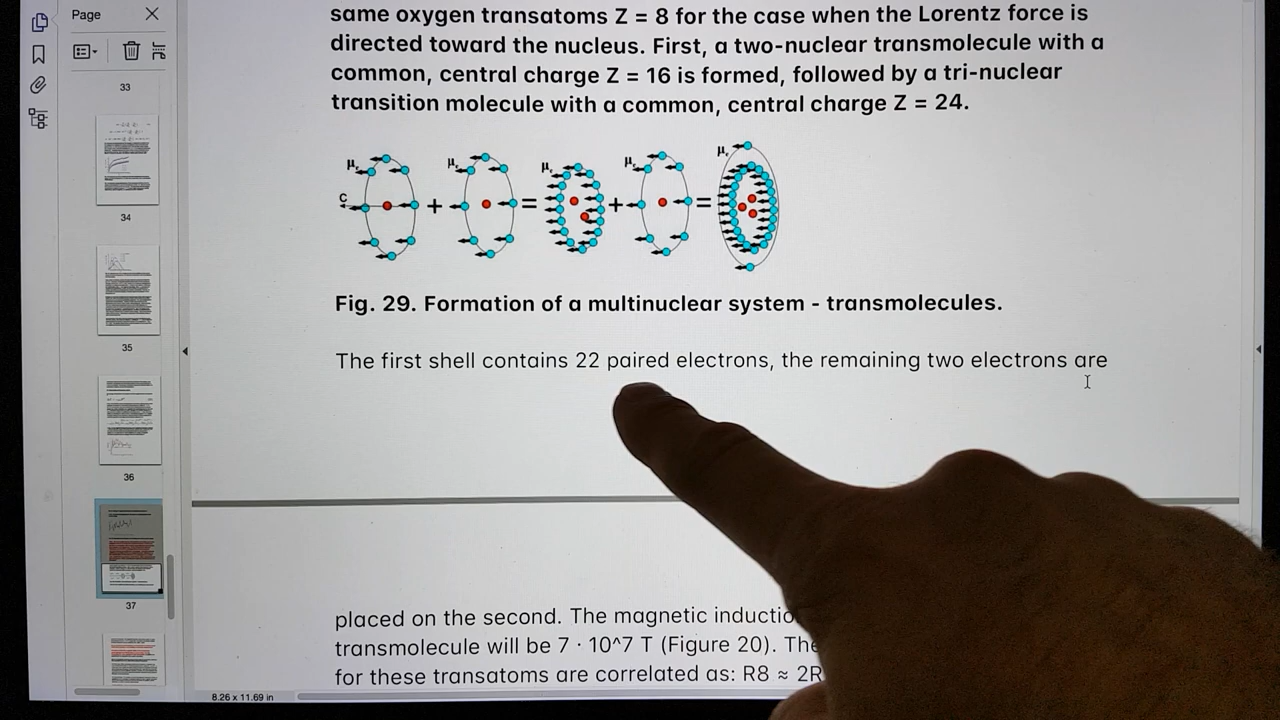 Page
33
34
35
36
37
8.26 x 11.69 in
same oxygen transatoms Z = 8 for the case when the Lorentz force is
directed toward the nucleus. First, a two-nuclear transmolecule with a
common, central charge Z = 16 is formed, followed by a tri-nuclear
transition molecule with a common, central charge Z = 24.
C
+ + = + =
Fig. 29. Formation of a multinuclear system - transmolecules.
The first shell contains 22 paired electrons, the remaining two electrons are
placed on the second. The magnetic inductio
transmolecule will be 7 · 10^7 T (Figure 20). The
for these transatoms are correlated as: R8 ≈ 2R